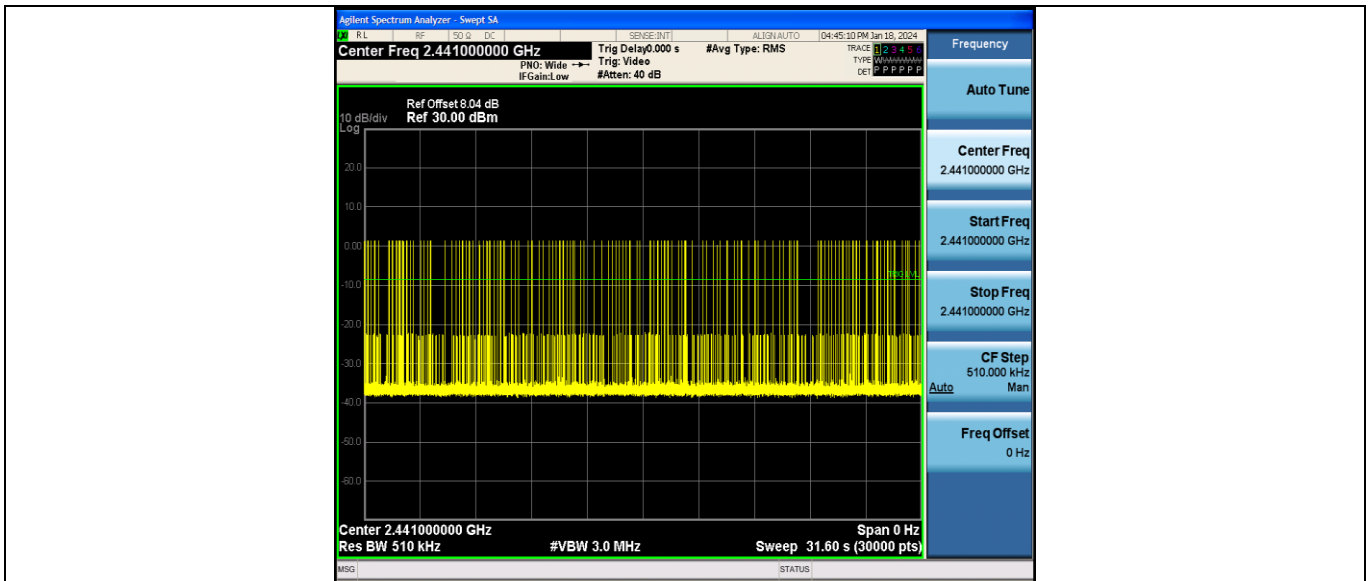 Agilent Spectrum Analyzer - Swept SA
LXI RL RF 50 Ω DC SENSE:INT ALIGNAUTO 04:45:10 PM Jan 18, 2024
Center Freq 2.441000000 GHz
Trig Delay0.000 s #Avg Type: RMS TRACE 1 2 3 4 5 6
PNO: Wide Trig: Video TYPE
IFGain:Low #Atten: 40 dB DET P P P P P P
Frequency
Ref Offset 8.04 dB
10 dB/div Ref 30.00 dBm
Log
20.0
10.0
0.00
TRIG LVL
-10.0
-20.0
-30.0
-40.0
-50.0
-60.0
Center 2.441000000 GHz Span 0 Hz
Res BW 510 kHz #VBW 3.0 MHz Sweep 31.60 s (30000 pts)
MSG STATUS
Auto Tune
Center Freq
2.441000000 GHz
Start Freq
2.441000000 GHz
Stop Freq
2.441000000 GHz
CF Step
510.000 kHz
Auto Man
Freq Offset
0 Hz